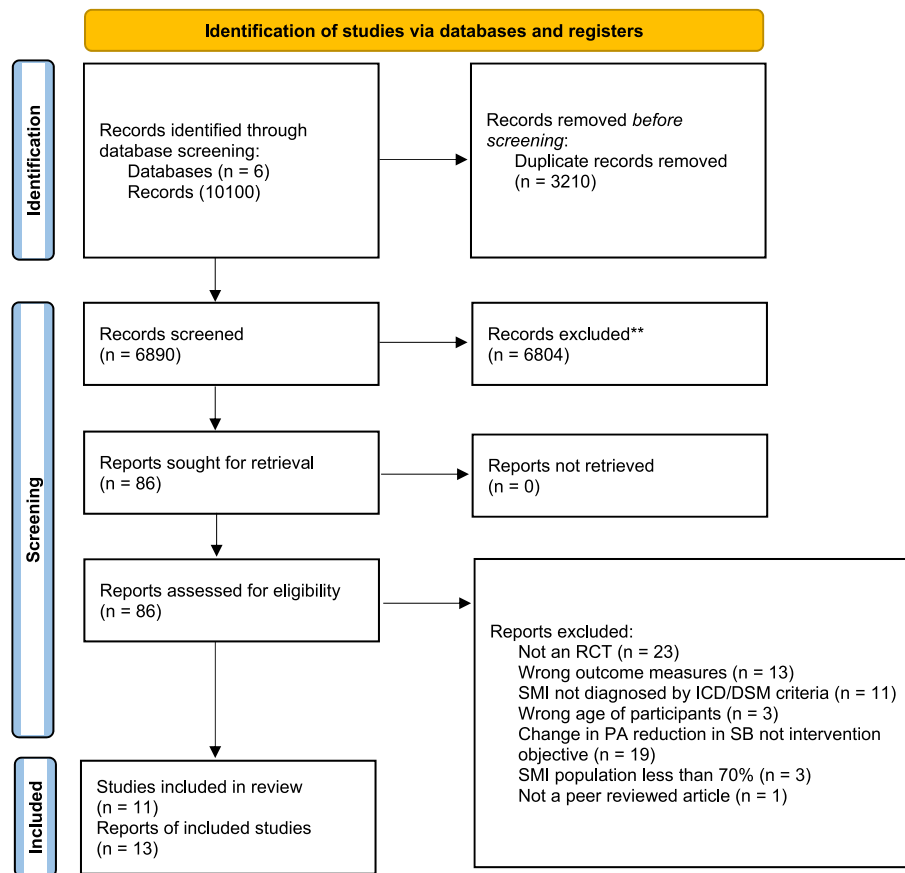 Identification of studies via databases and registers
Identification
Records identified through
database screening:
Databases (n = 6)
Records (10100)
Records removed before
screening:
Duplicate records removed
(n = 3210)
Screening
Records screened
(n = 6890)
Records excluded**
(n = 6804)
Reports sought for retrieval
(n = 86)
Reports not retrieved
(n = 0)
Reports assessed for eligibility
(n = 86)
Reports excluded:
Not an RCT (n = 23)
Wrong outcome measures (n = 13)
SMI not diagnosed by ICD/DSM criteria (n = 11)
Wrong age of participants (n = 3)
Change in PA reduction in SB not intervention
objective (n = 19)
SMI population less than 70% (n = 3)
Not a peer reviewed article (n = 1)
Included
Studies included in review
(n = 11)
Reports of included studies
(n = 13)